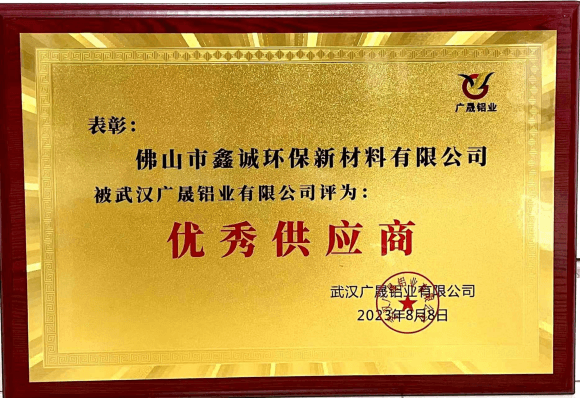 广晟铝业
表彰：
佛山市鑫诚环保新材料有限公司
被武汉广晟铝业有限公司评为：
优秀供应商
武汉广晟铝业有限公司
2023年8月8日